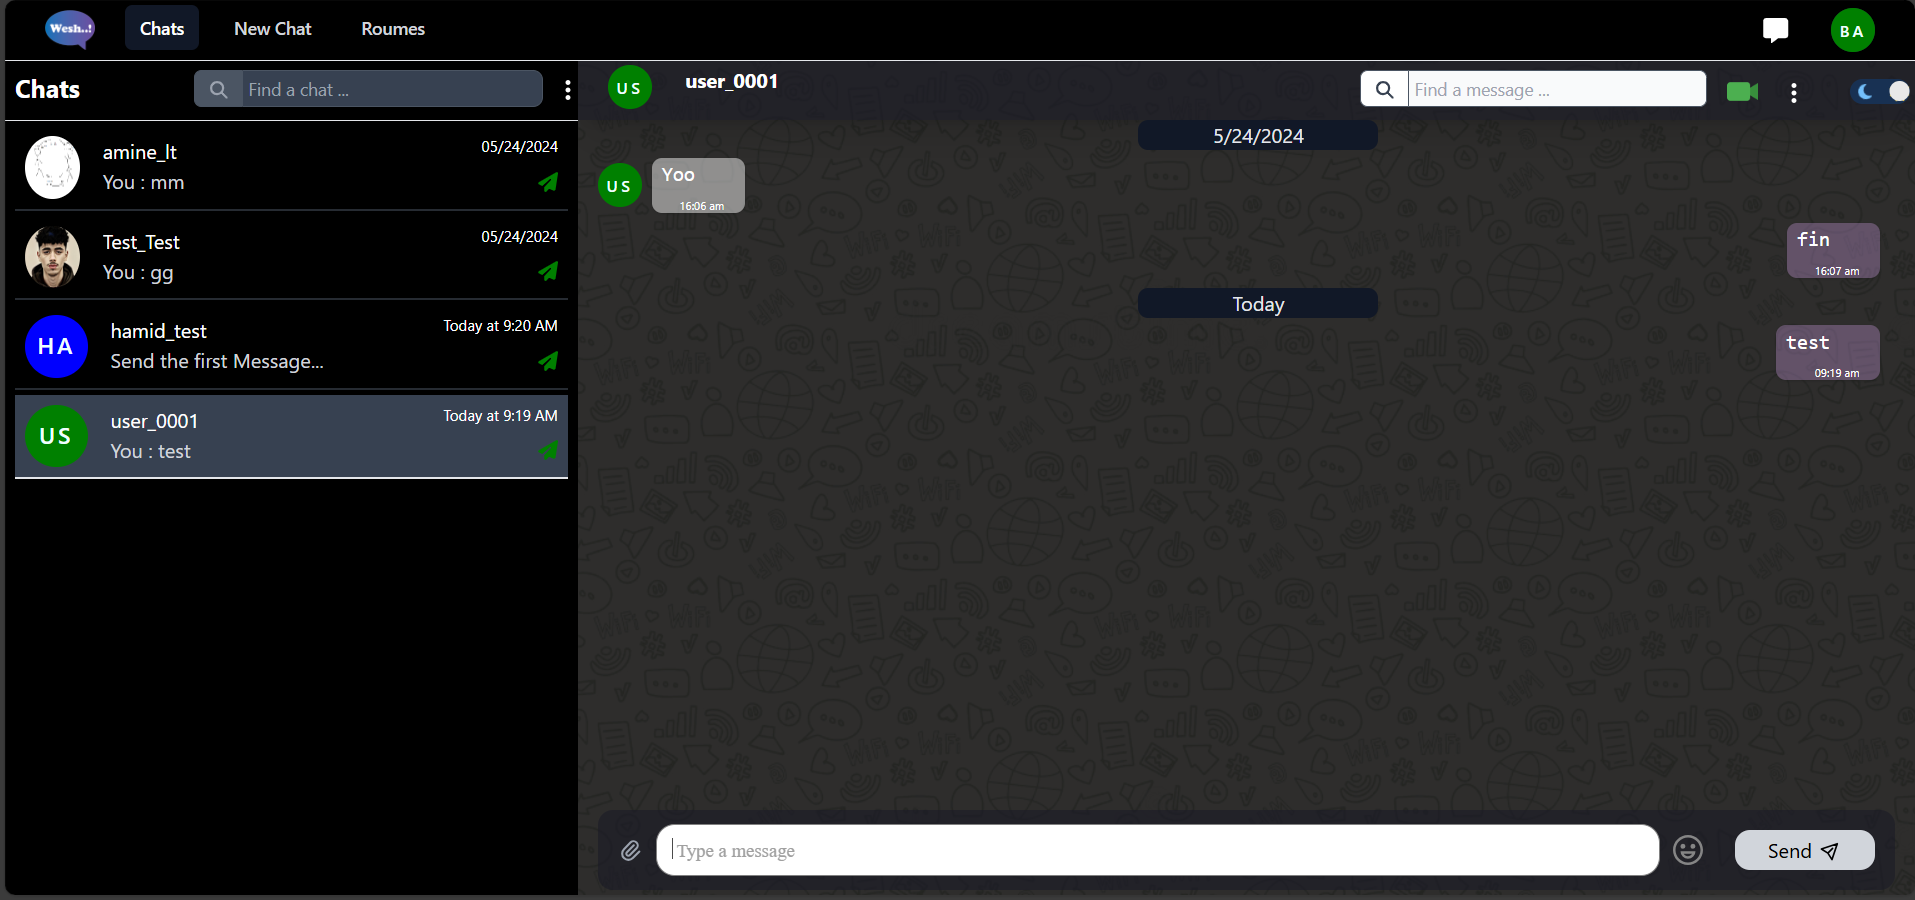 Wesh..!
Chats
New Chat
Roumes
BA
Chats
Find a chat ...
amine_lt
05/24/2024
You : mm
Test_Test
05/24/2024
You : gg
HA
hamid_test
Today at 9:20 AM
Send the first Message...
US
user_0001
Today at 9:19 AM
You : test
US
user_0001
Find a message ...
5/24/2024
US
Yoo
16:06 am
fin
16:07 am
Today
test
09:19 am
Type a message
Send